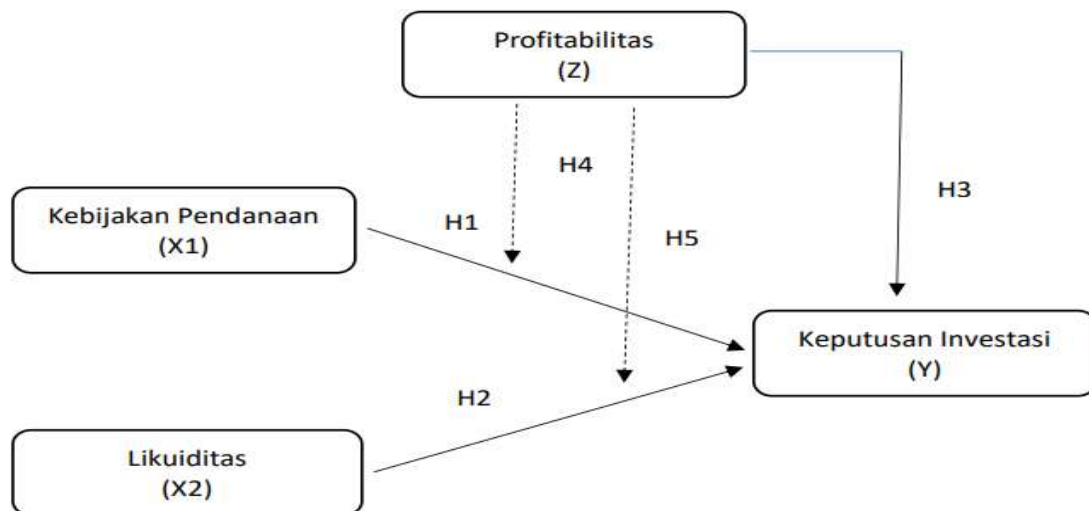 Profitabilitas
(Z)
H4
H3
Kebijakan Pendanaan
(X1)
H1
H5
Keputusan Investasi
(Y)
H2
Likuiditas
(X2)